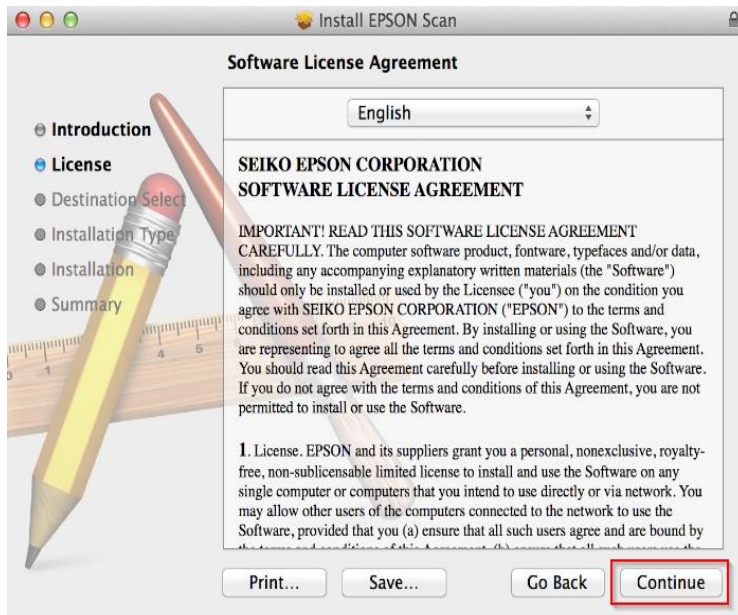 Install EPSON Scan
Software License Agreement
Introduction
License
Destination Select
Installation Type
Installation
Summary
English
SEIKO EPSON CORPORATION
SOFTWARE LICENSE AGREEMENT
IMPORTANT! READ THIS SOFTWARE LICENSE AGREEMENT
CAREFULLY. The computer software product, fontware, typefaces and/or data,
including any accompanying explanatory written materials (the "Software")
should only be installed or used by the Licensee ("you") on the condition you
agree with SEIKO EPSON CORPORATION ("EPSON") to the terms and
conditions set forth in this Agreement. By installing or using the Software, you
are representing to agree all the terms and conditions set forth in this Agreement.
You should read this Agreement carefully before installing or using the Software.
If you do not agree with the terms and conditions of this Agreement, you are not
permitted to install or use the Software.
1. License. EPSON and its suppliers grant you a personal, nonexclusive, royalty-
free, non-sublicensable limited license to install and use the Software on any
single computer or computers that you intend to use directly or via network. You
may allow other users of the computers connected to the network to use the
Software, provided that you (a) ensure that all such users agree and are bound by
1 4 5
Print...
Save...
Go Back
Continue